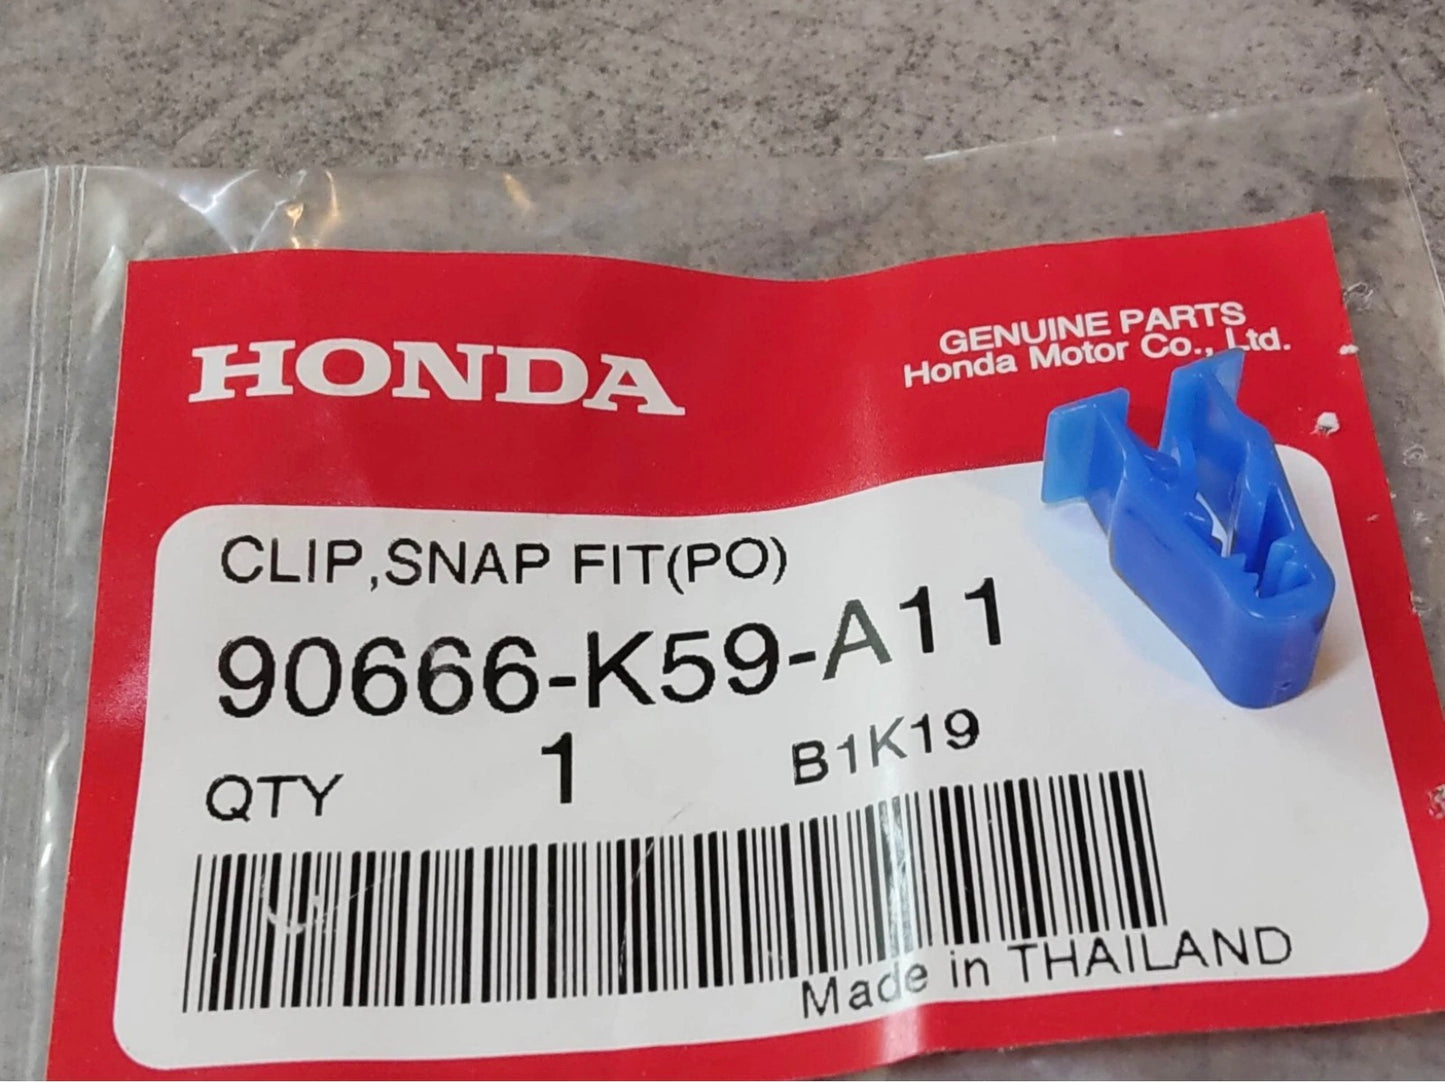 HONDA
GENUINE PARTS
Honda Motor Co., Ltd.
CLIP,SNAP FIT(PO)
90666-K59-A11
QTY 1 B1K19
Made in THAILAND